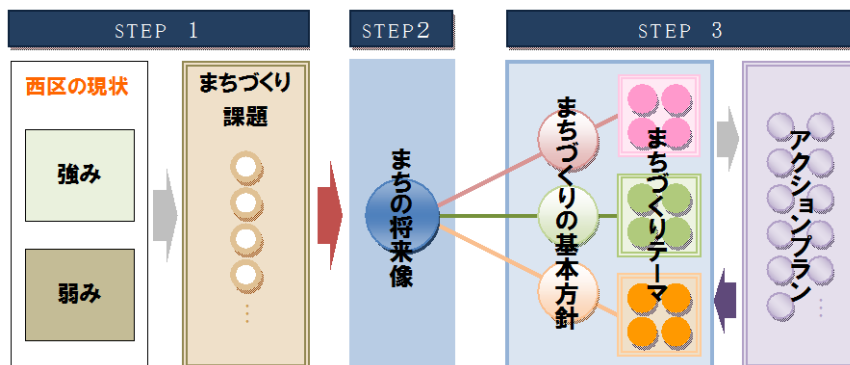 STEP 1
西区の現状
強み
弱み
まちづくり
課題
STEP2
まちの将来像
STEP 3
まちづくりの基本方針
まちづくりテーマ
アクションプラン